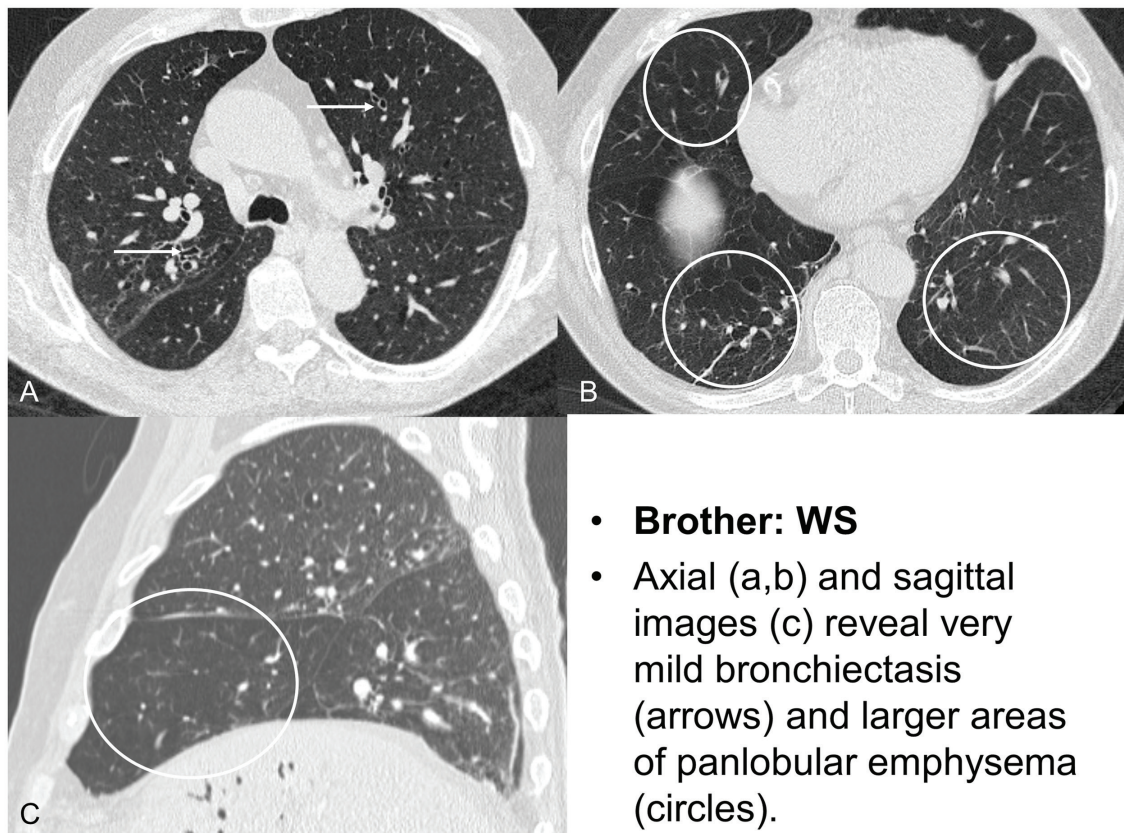 A
B
C
• Brother: WS
• Axial (a,b) and sagittal
images (c) reveal very
mild bronchiectasis
(arrows) and larger areas
of panlobular emphysema
(circles).